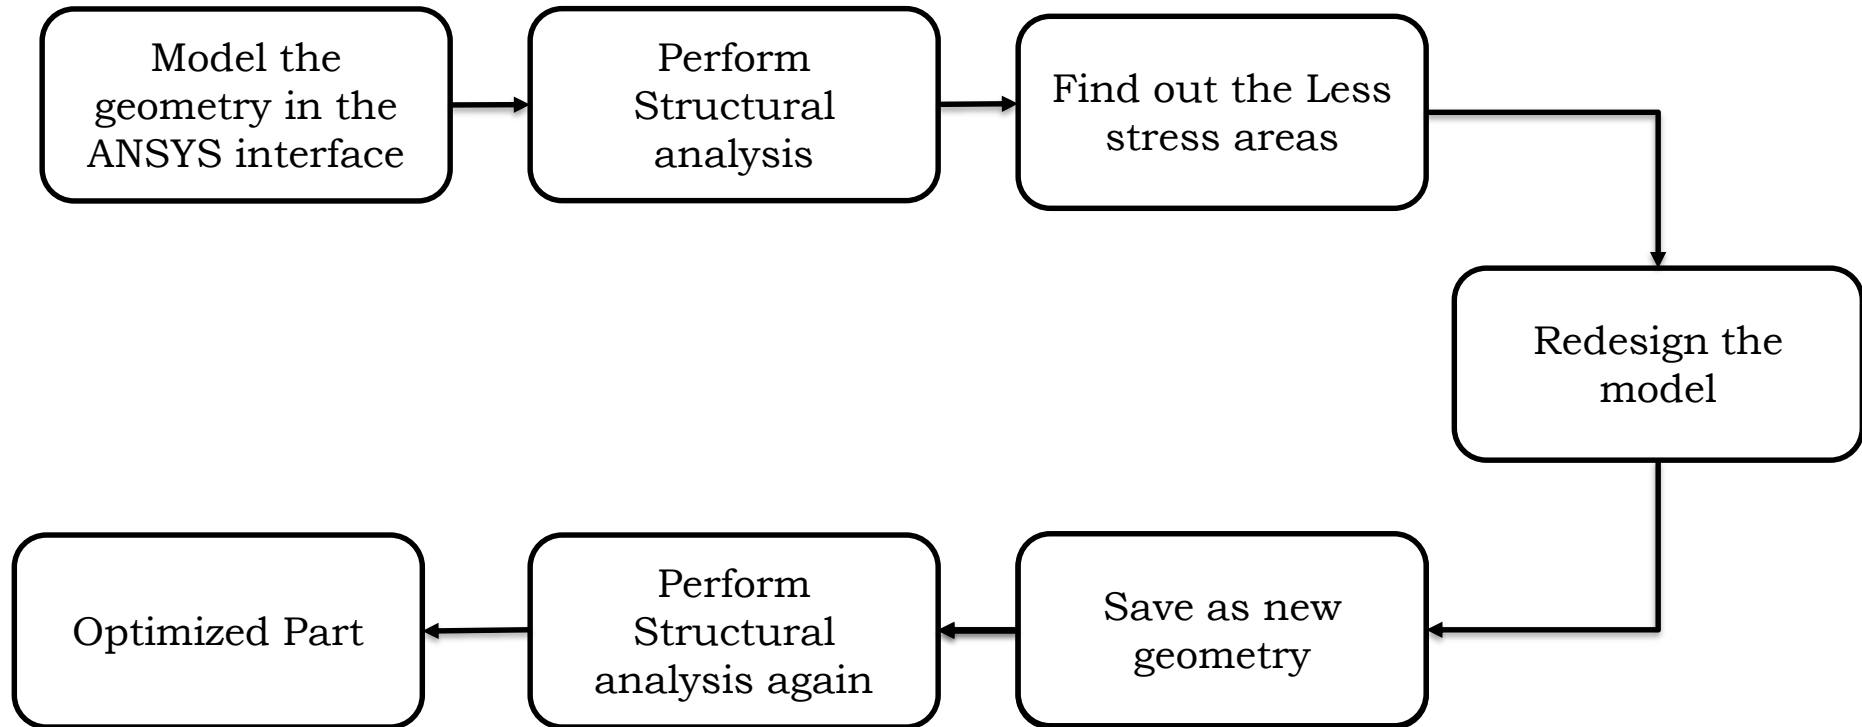 Model the
geometry in the
ANSYS interface
Perform
Structural
analysis
Find out the Less
stress areas
Redesign the
model
Save as new
geometry
Perform
Structural
analysis again
Optimized Part